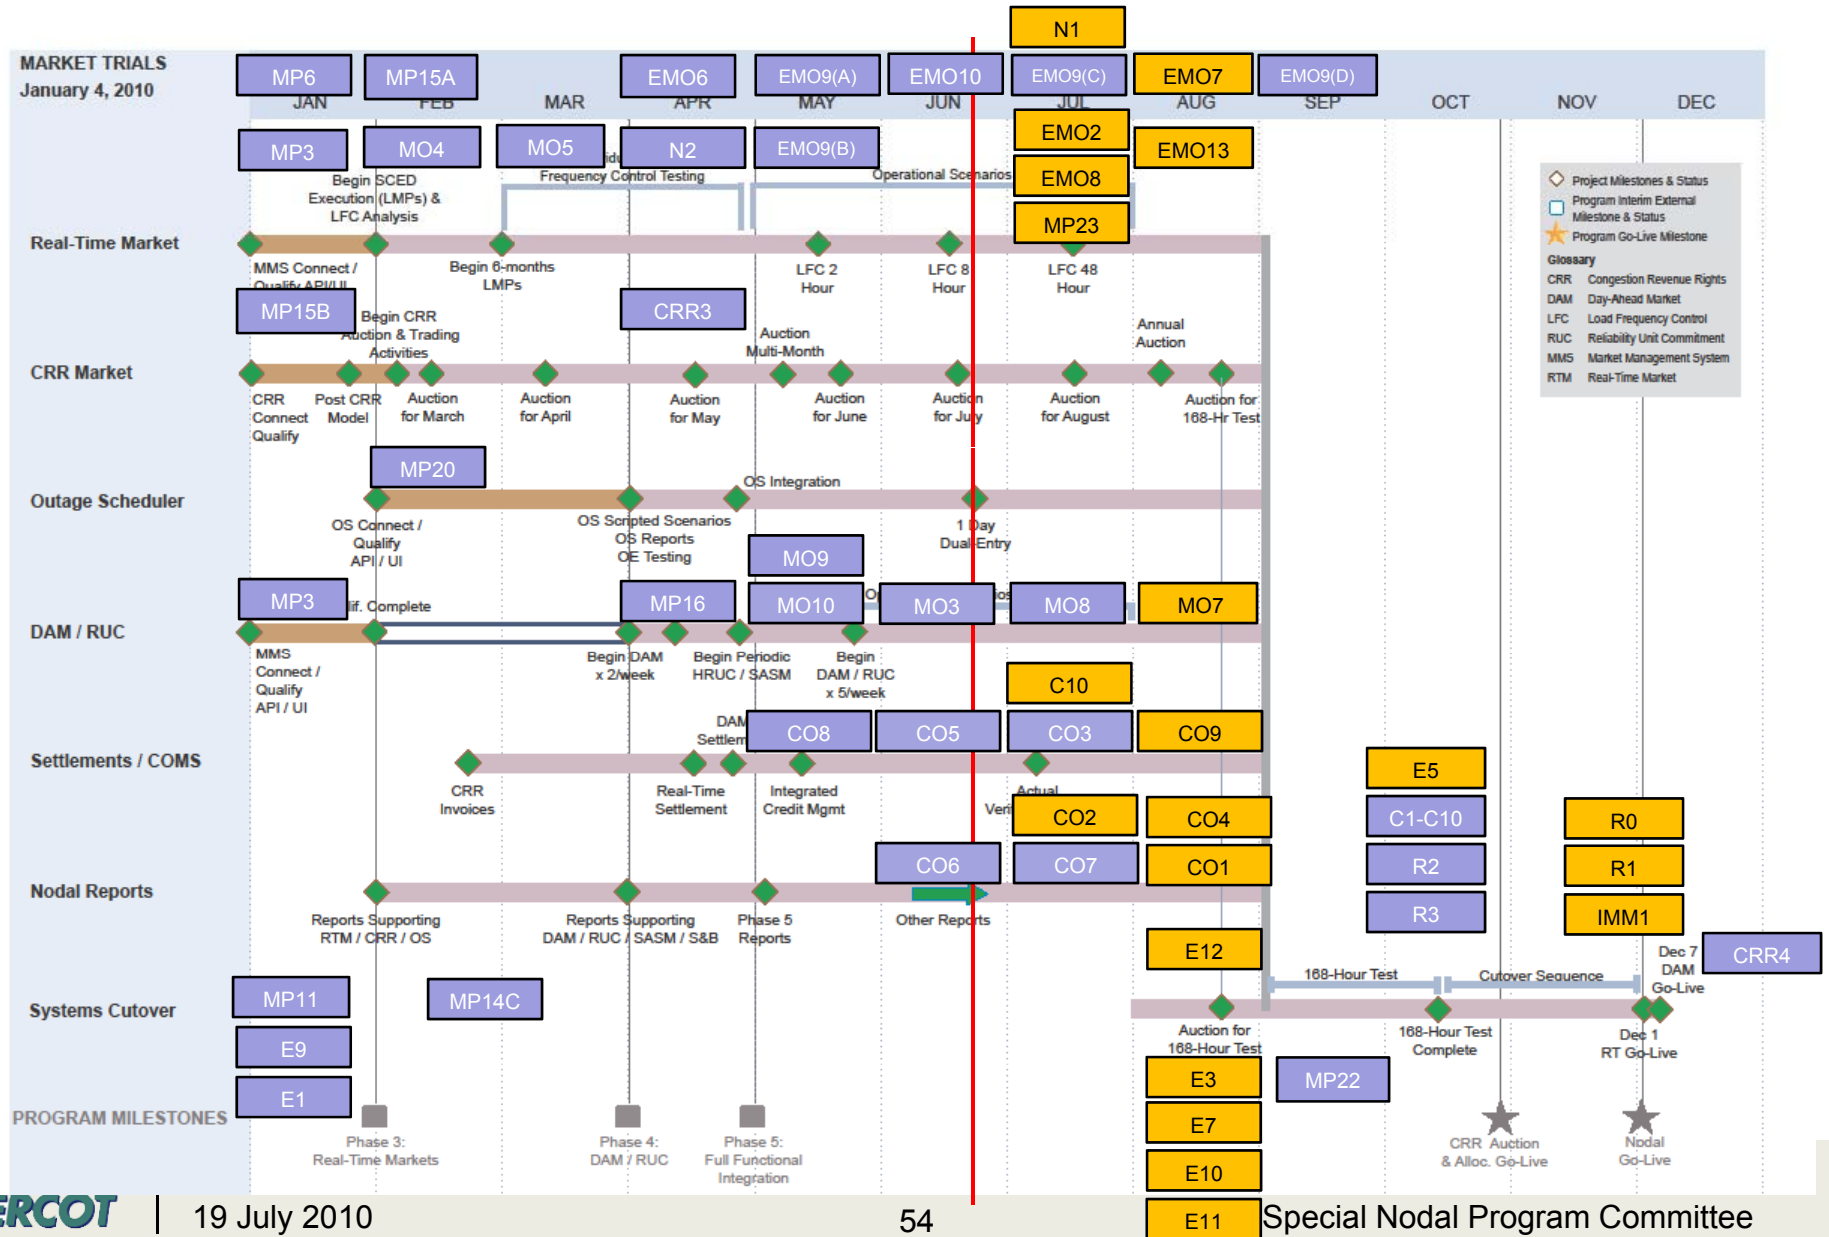 N1
MARKET TRIALS
January 4, 2010
MP6
MP15A
EMO6
EMO9(A)
EMO10
EMO9(C)
EMO7
EMO9(D)
JAN
FEB
MAR
APR
MAY
JUN
JUL
AUG
SEP
OCT
NOV
DEC
MP3
MO4
MO5
N2
EMO9(B)
EMO2
EMO13
EMO8
MP23
Begin SCED
Execution (LMPs) &
LFC Analysis
Frequency Control Testing
Operational Scenarios
Project Milestones & Status
Program Interim External
Milestone & Status
Program Go-Live Milestone
Glossary
CRR Congestion Revenue Rights
DAM Day-Ahead Market
LFC Load Frequency Control
RUC Reliability Unit Commitment
MMS Market Management System
RTM Real-Time Market
Real-Time Market
MMS Connect /
Qualify API/UI
Begin 6-months
LMPs
LFC 2
Hour
LFC 8
Hour
LFC 48
Hour
MP15B
CRR3
Begin CRR
Auction & Trading
Activities
Auction
Multi-Month
Annual
Auction
CRR Market
CRR
Connect
Qualify
Post CRR
Model
Auction
for March
Auction
for April
Auction
for May
Auction
for June
Auction
for July
Auction
for August
Auction for
168-Hr Test
MP20
OS Integration
Outage Scheduler
OS Connect /
Qualify
API / UI
OS Scripted Scenarios
OS Reports
OE Testing
1 Day
Dual-Entry
MO9
MP3
lif. Complete
MP16
MO10
MO3
MO8
MO7
DAM / RUC
MMS
Connect /
Qualify
API / UI
Begin DAM
x 2/week
Begin Periodic
HRUC / SASM
Begin
DAM / RUC
x 5/week
C10
DAM
Settlem
CO8
CO5
CO3
CO9
Settlements / COMS
CRR
Invoices
Real-Time
Settlement
Integrated
Credit Mgmt
Actual
Veri
E5
CO2
CO4
C1-C10
R0
CO6
CO7
CO1
R2
R1
Nodal Reports
R3
IMM1
Reports Supporting
RTM / CRR / OS
Reports Supporting
DAM / RUC / SASM / S&B
Phase 5
Reports
Other Reports
E12
CRR4
168-Hour Test
Cutover Sequence
Dec 7
DAM
Go-Live
MP11
MP14C
Systems Cutover
Auction for
168-Hour Test
168-Hour Test
Complete
Dec 1
RT Go-Live
E9
E1
E3
MP22
E7
E10
E11
PROGRAM MILESTONES
Phase 3:
Real-Time Markets
Phase 4:
DAM / RUC
Phase 5:
Full Functional
Integration
CRR Auction
& Alloc. Go-Live
Nodal
Go-Live
ERCOT
19 July 2010
54
Special Nodal Program Committee